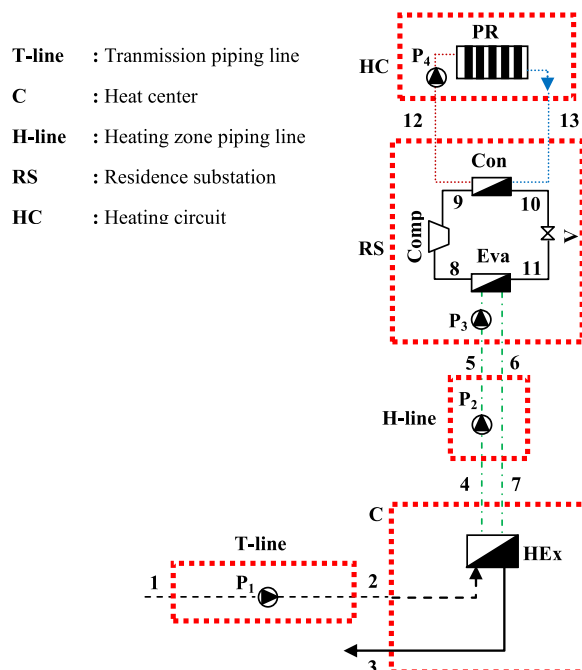 T-line : Tranmission piping line
C : Heat center
H-line : Heating zone piping line
RS : Residence substation
HC : Heating circuit
PR
P4
HC
12
13
Con
9
10
Comp
V
RS
Eva
8
11
P3
5
6
P2
H-line
4
7
C
HEx
T-line
1
P1
2
3